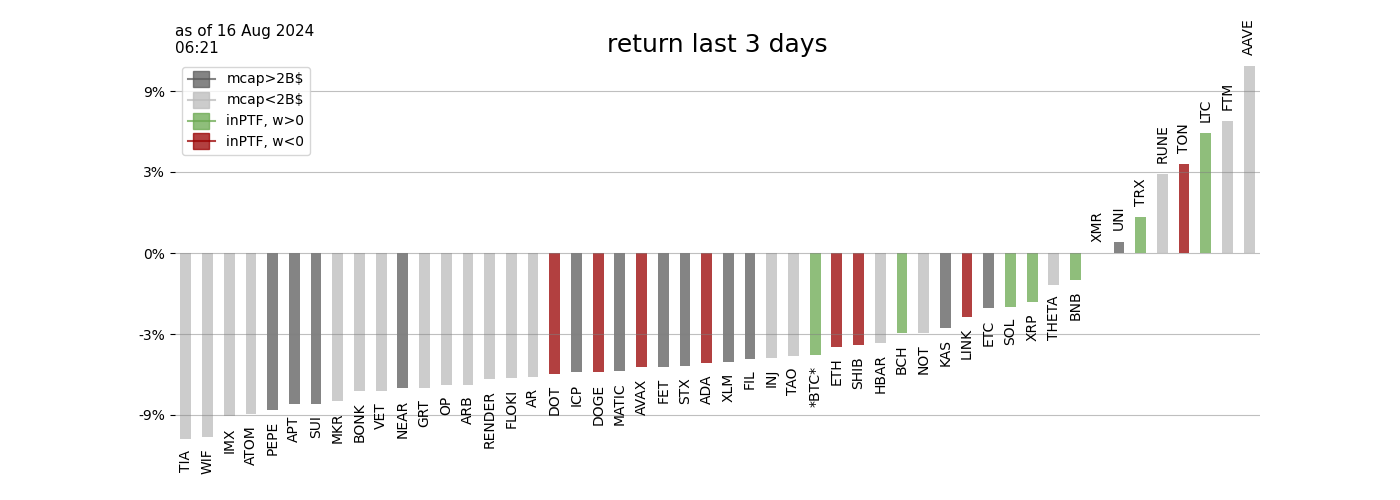 as of 16 Aug 2024
06:21
return last 3 days
mcap>2B$
mcap<2B$
inPTF, w>0
inPTF, w<0
9%
3%
0%
-3%
-9%
TIA
WIF
IMX
ATOM
PEPE
APT
SUI
MKR
BONK
VET
NEAR
GRT
OP
ARB
RENDER
FLOKI
AR
DOT
ICP
DOGE
MATIC
AVAX
FET
STX
ADA
XLM
FIL
INJ
TAO
*BTC*
ETH
SHIB
HBAR
BCH
NOT
KAS
LINK
ETC
SOL
XRP
THETA
BNB
XMR
UNI
TRX
RUNE
TON
LTC
FTM
AAVE